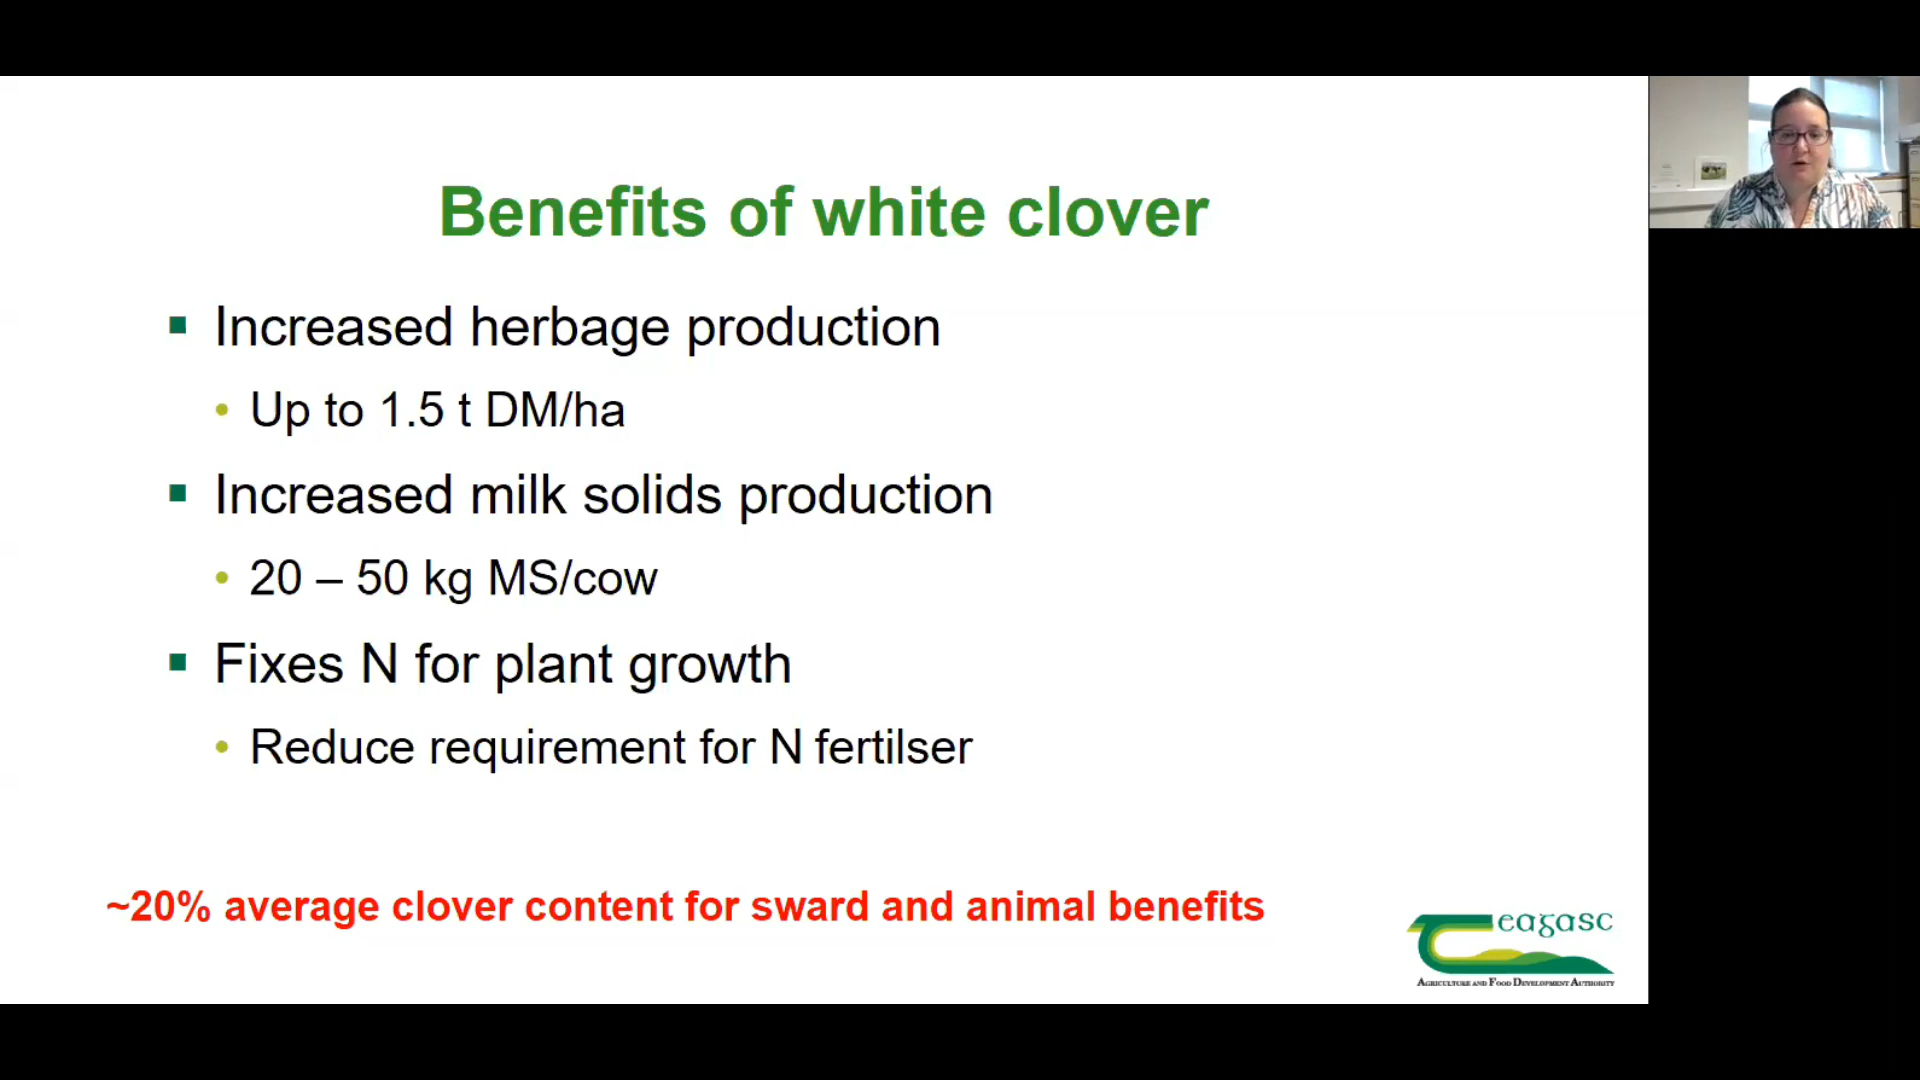 Benefits of white clover
Increased herbage production
Up to 1.5 t DM/ha
Increased milk solids production
20 – 50 kg MS/cow
Fixes N for plant growth
Reduce requirement for N fertilser
~20% average clover content for sward and animal benefits
Teagasc
AGRICULTURE AND FOOD DEVELOPMENT AUTHORITY